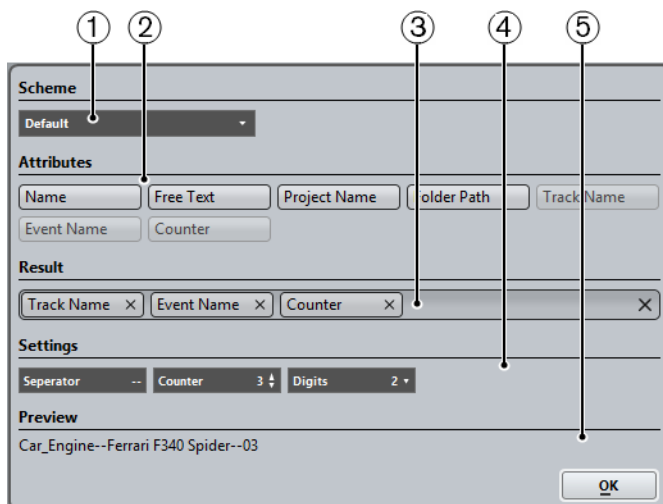 1 2 3 4 5
Scheme
Default
Attributes
Name Free Text Project Name Folder Path Track Name
Event Name Counter
Result
Track Name × Event Name × Counter × ×
Settings
Seperator -- Counter 3 Digits 2
Preview
Car_Engine--Ferrari F340 Spider--03
OK